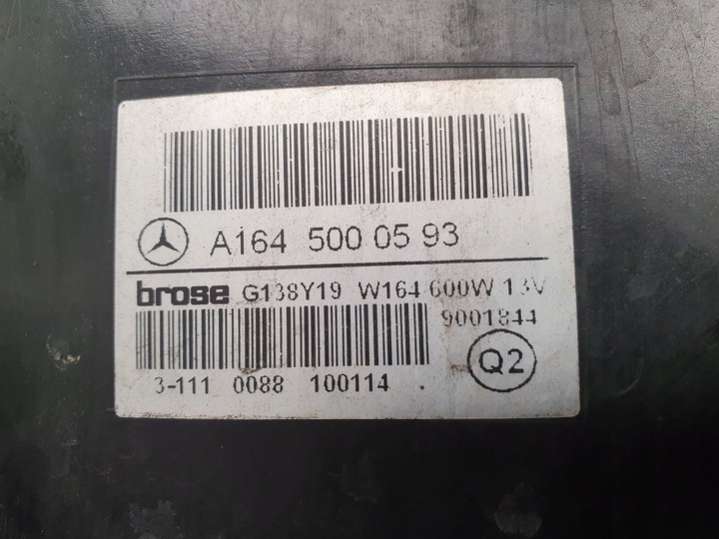 A164 500 05 93
brose G138Y19 W164 600W 13V
9001844
Q2
3-111 0088 100114